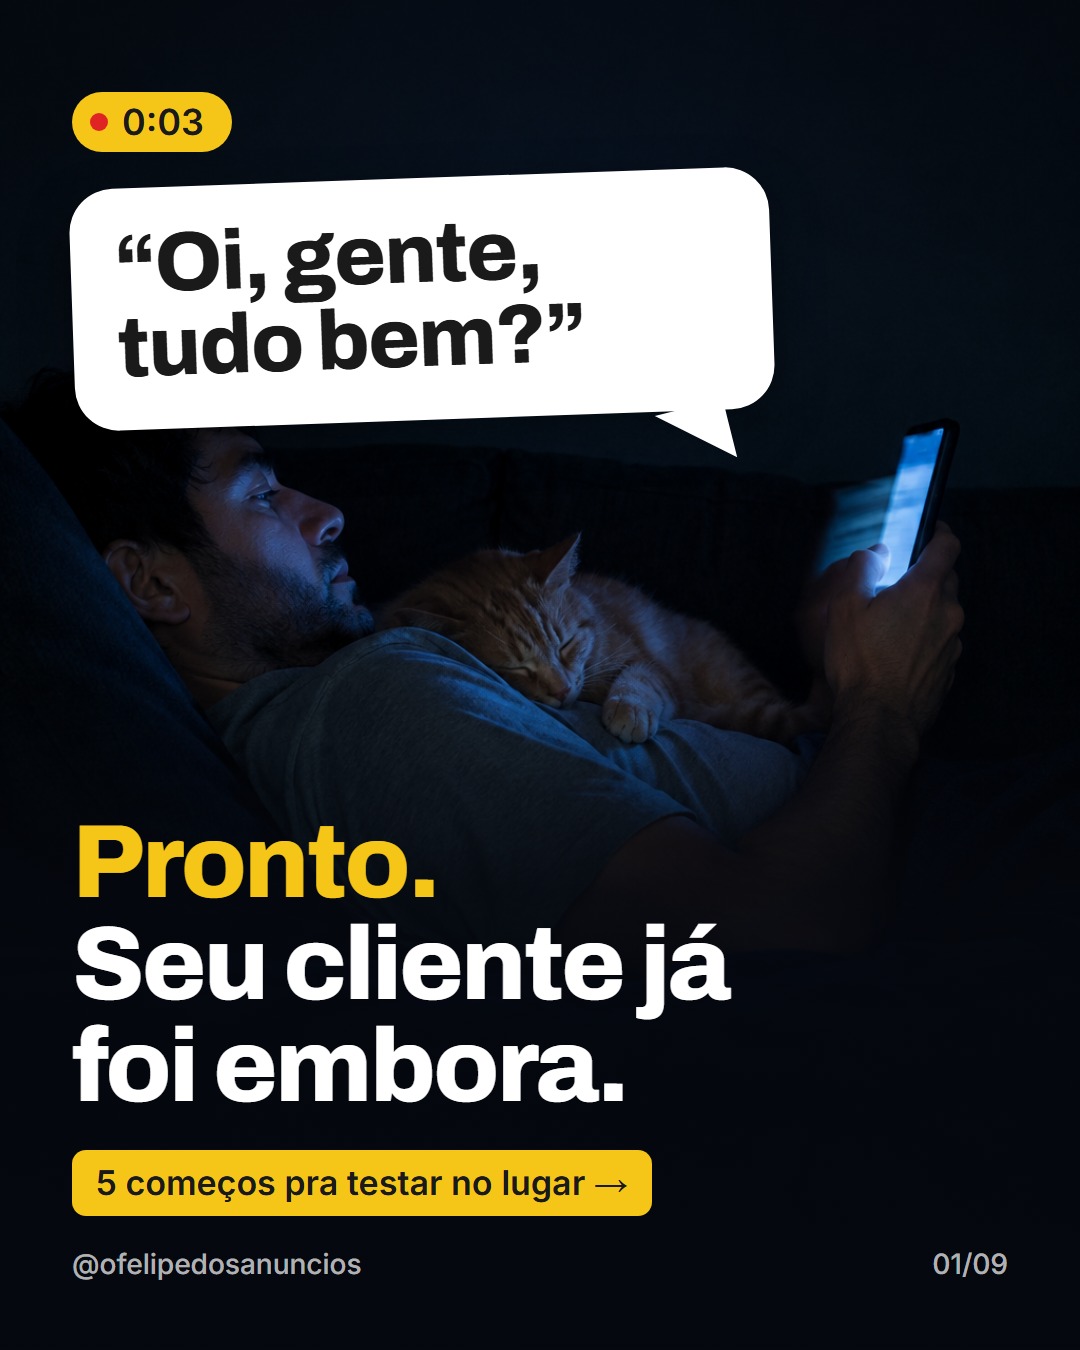 0:03
“Oi, gente,
tudo bem?”
Pronto.
Seu cliente já
foi embora.
5 começos pra testar no lugar →
@ofelipedosanuncios
01/09